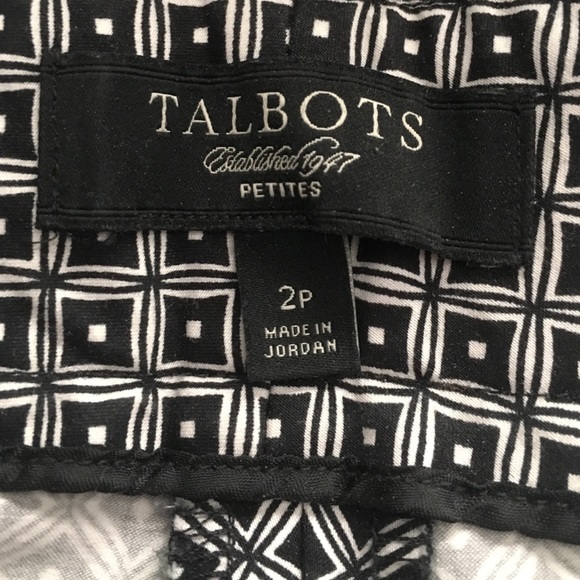 TALBOTS
Established 1947
PETITES
2P
MADE IN
JORDAN